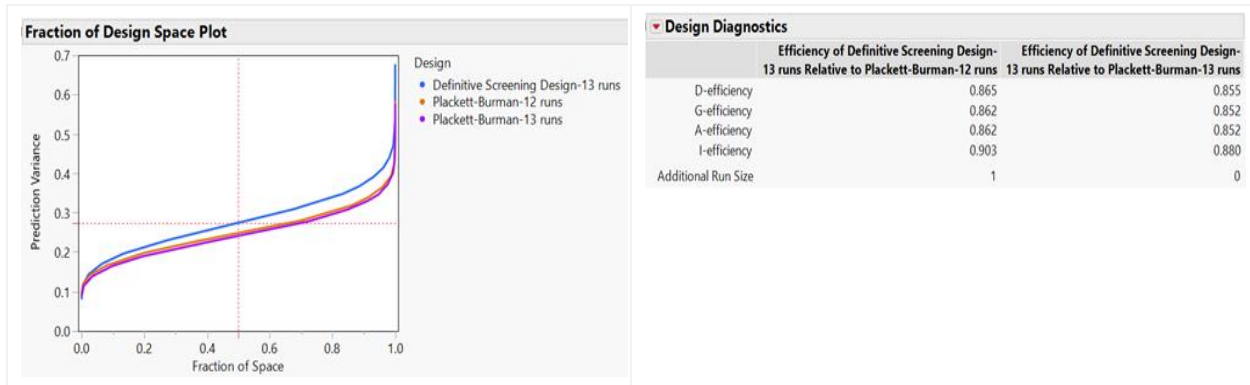 Fraction of Design Space Plot
0.7
0.6
0.5
0.4
0.3
0.2
0.1
0.0
Prediction Variance
0.0 0.2 0.4 0.6 0.8 1.0
Fraction of Space
Design
Definitive Screening Design-13 runs
Plackett-Burman-12 runs
Plackett-Burman-13 runs
Design Diagnostics
Efficiency of Definitive Screening Design- Efficiency of Definitive Screening Design-
13 runs Relative to Plackett-Burman-12 runs 13 runs Relative to Plackett-Burman-13 runs
D-efficiency 0.865 0.855
G-efficiency 0.862 0.852
A-efficiency 0.862 0.852
I-efficiency 0.903 0.880
Additional Run Size 1 0